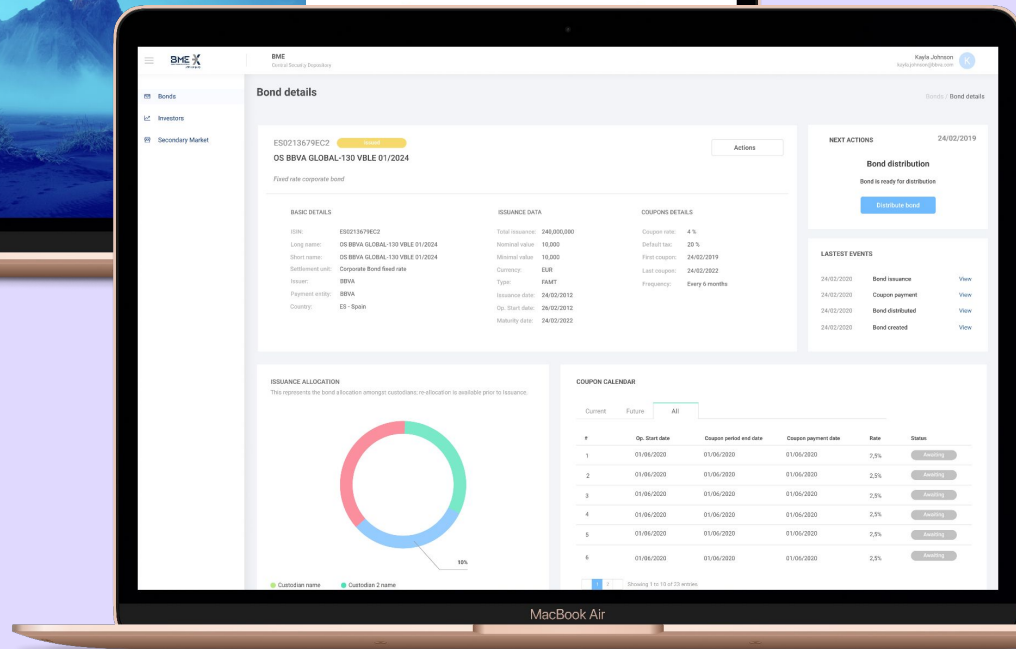 BME X
BME
Central Security Depository
Kayla Johnson
kaylajohnson@bme.com
K
Bonds
Investors
Secondary Market
Bond details
Bonds / Bond details
ES0213679EC2
OS BBVA GLOBAL-130 VBLE 01/2024
Fixed rate corporate bond
Actions
BASIC DETAILS
ISIN: ES0213679EC2
Long name: OS BBVA GLOBAL-130 VBLE 01/2024
Short name: OS BBVA GLOBAL-130 VBLE 01/2024
Settlement unit: Corporate Bond fixed rate
Issuer: BBVA
Payment entity: BBVA
Country: ES - Spain
ISSUANCE DATA
Total issuance: 240,000,000
Nominal value 10,000
Minimal value 10,000
Currency: EUR
Type: FAMT
Issuance date: 24/02/2012
Op. Start date: 26/02/2012
Maturity date: 24/02/2022
COUPONS DETAILS
Coupon rate: 4 %
Default tax: 20 %
First coupon: 24/02/2019
Last coupon: 24/02/2022
Frequency: Every 6 months
NEXT ACTIONS 24/02/2019
Bond distribution
Bond is ready for distribution
Distribute bond
LASTEST EVENTS
24/02/2020 Bond issuance View
24/02/2020 Coupon payment View
24/02/2020 Bond distributed View
24/02/2020 Bond created View
ISSUANCE ALLOCATION
This represents the bond allocation amongst custodians; re-allocation is available prior to issuance.
10%
Custodian name Custodian 2 name
COUPON CALENDAR
Current Future All
# Op. Start date Coupon period end date Coupon payment date Rate Status
1 01/06/2020 01/06/2020 01/06/2020 2,5% Awaiting
2 01/06/2020 01/06/2020 01/06/2020 2,5% Awaiting
3 01/06/2020 01/06/2020 01/06/2020 2,5% Awaiting
4 01/06/2020 01/06/2020 01/06/2020 2,5% Awaiting
5 01/06/2020 01/06/2020 01/06/2020 2,5% Awaiting
6 01/06/2020 01/06/2020 01/06/2020 2,5% Awaiting
1 2 Showing 1 to 10 of 23 entries
MacBook Air